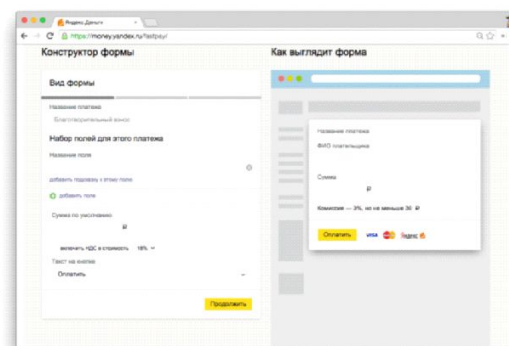 Яндекс.Деньги
https://money.yandex.ru/fastpay/
Конструктор формы
Как выглядит форма
Вид формы
Название платежа
Благотворительный взнос
Набор полей для этого платежа
Название поля
добавить подсказку к этому полю
добавить поле
Сумма по умолчанию
₽
включить НДС в стоимость 18%
Текст на кнопке
Оплатить
Продолжить
Название платежа
ФИО плательщика
Сумма
₽
Комиссия — 3%, но не меньше 30 ₽
Оплатить VISA Яндекс